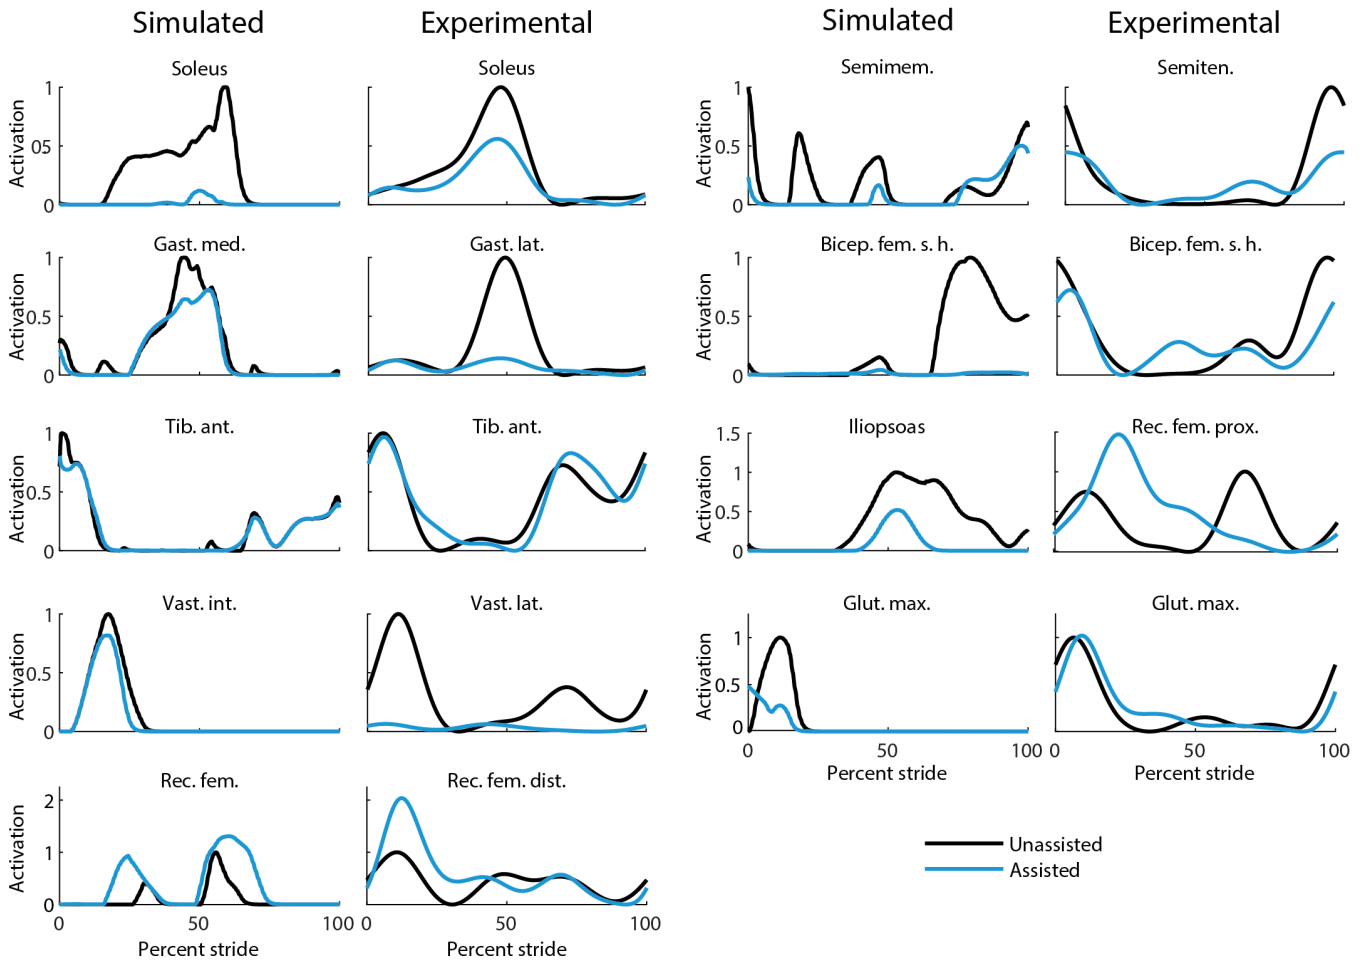 Simulated Experimental Simulated Experimental
Soleus Soleus Semimem. Semiten.
Activation
1
05
0
Activation
1
0.5
0
Gast. med. Gast. lat. Bicep. fem. s. h. Bicep. fem. s. h.
Activation
1
0.5
0
Activation
1
0.5
0
Tib. ant. Tib. ant. Iliopsoas Rec. fem. prox.
Activation
1
0.5
0
Activation
1.5
1
0.5
0
Vast. int. Vast. lat. Glut. max. Glut. max.
Activation
1
0.5
0
Activation
1
0.5
0
0 50 100 0 50 100
Percent stride Percent stride
Rec. fem. Rec. fem. dist.
Activation
2
1
0
0 50 100 0 50 100
Percent stride Percent stride
Unassisted
Assisted